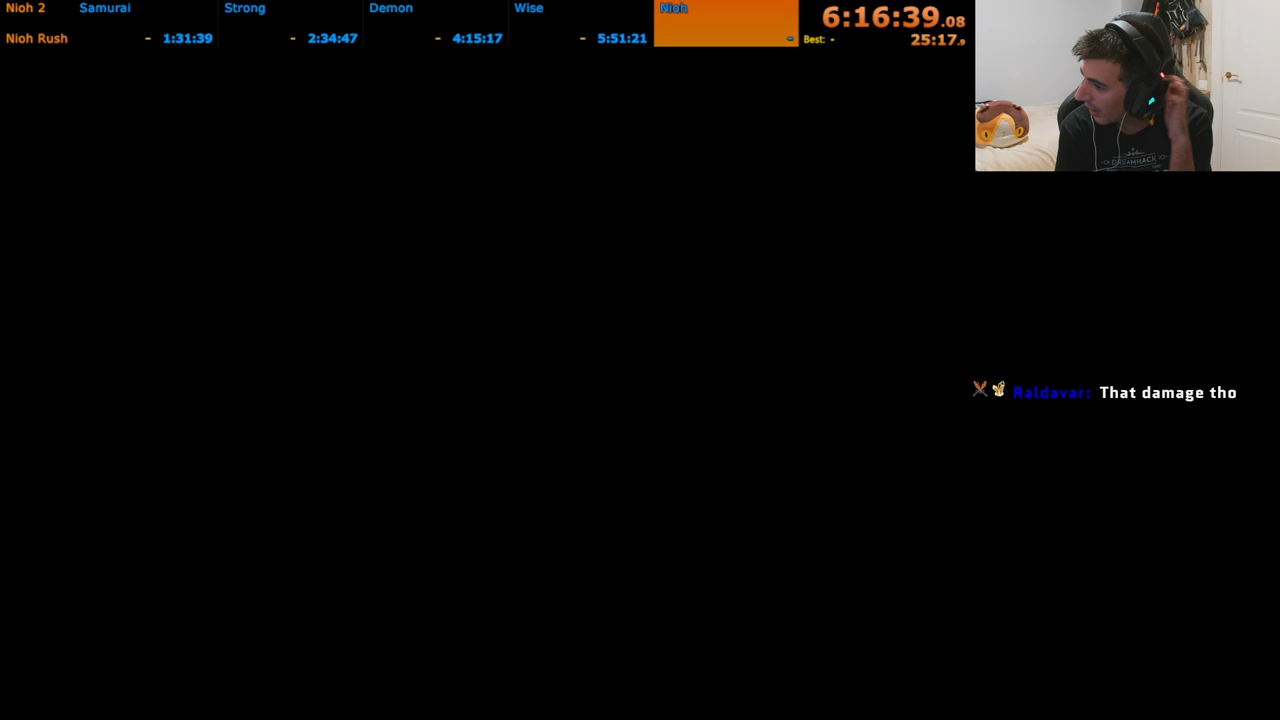 Nioh 2 Samurai Strong Demon Wise Nioh 6:16:39.08
Nioh Rush - 1:31:39 - 2:34:47 - 4:15:17 - 5:51:21 - Best: - 25:17.9
DREAMHACK
Raldavar: That damage tho